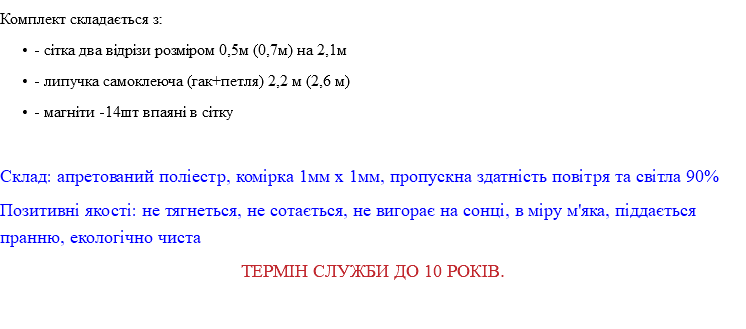 Комплект складається з:
• - сітка два відрізи розміром 0,5м (0,7м) на 2,1м
• - липучка самоклеюча (гак+петля) 2,2 м (2,6 м)
• - магніти -14шт впаяні в сітку
Склад: апретований поліестр, комірка 1мм х 1мм, пропускна здатність повітря та світла 90%
Позитивні якості: не тягнеться, не сотається, не вигорає на сонці, в міру м'яка, піддається
пранню, екологічно чиста
ТЕРМІН СЛУЖБИ ДО 10 РОКІВ.